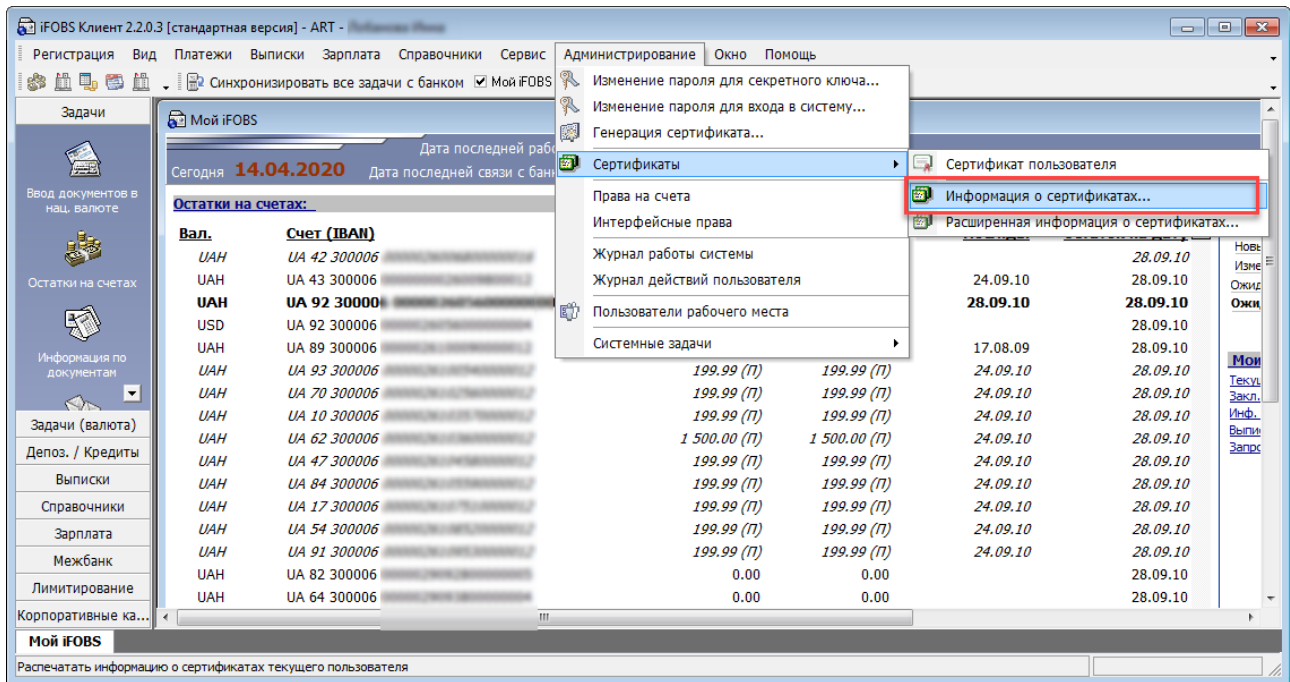 iFOBS Клиент 2.2.0.3 [стандартная версия] - ART -
Регистрация Вид Платежи Выписки Зарплата Справочники Сервис Администрирование Окно Помощь
Синхронизировать все задачи с банком Мой iFOBS
Изменение пароля для секретного ключа...
Изменение пароля для входа в систему...
Генерация сертификата...
Сертификаты
Права на счета
Интерфейсные права
Журнал работы системы
Журнал действий пользователя
Пользователи рабочего места
Системные задачи
Сертификат пользователя
Информация о сертификатах...
Расширенная информация о сертификатах...
Задачи
Ввод документов в
нац. валюте
Остатки на счетах
Информация по
документам
Задачи (валюта)
Депоз. / Кредиты
Выписки
Справочники
Зарплата
Межбанк
Лимитирование
Корпоративные ка...
Мой iFOBS
Дата последней рабо
Сегодня 14.04.2020 Дата последней связи с бан
Остатки на счетах:
Вал. Счет (IBAN)
UAH UA 42 300006 28.09.10
UAH UA 43 300006 24.09.10 28.09.10
UAH UA 92 300006 28.09.10 28.09.10
USD UA 92 300006 28.09.10
UAH UA 89 300006 17.08.09 28.09.10
UAH UA 93 300006 199.99 (П) 199.99 (П) 24.09.10 28.09.10
UAH UA 70 300006 199.99 (П) 199.99 (П) 24.09.10 28.09.10
UAH UA 10 300006 199.99 (П) 199.99 (П) 24.09.10 28.09.10
UAH UA 62 300006 1 500.00 (П) 1 500.00 (П) 24.09.10 28.09.10
UAH UA 47 300006 199.99 (П) 199.99 (П) 24.09.10 28.09.10
UAH UA 84 300006 199.99 (П) 199.99 (П) 24.09.10 28.09.10
UAH UA 17 300006 199.99 (П) 199.99 (П) 24.09.10 28.09.10
UAH UA 54 300006 199.99 (П) 199.99 (П) 24.09.10 28.09.10
UAH UA 91 300006 199.99 (П) 199.99 (П) 24.09.10 28.09.10
UAH UA 82 300006 0.00 0.00 28.09.10
UAH UA 64 300006 0.00 0.00 28.09.10
Новы
Изме
Ожид
Ожид
Мои
Текущ
Закл.
Инф.
Выпи
Запро
Мой iFOBS
Распечатать информацию о сертификатах текущего пользователя